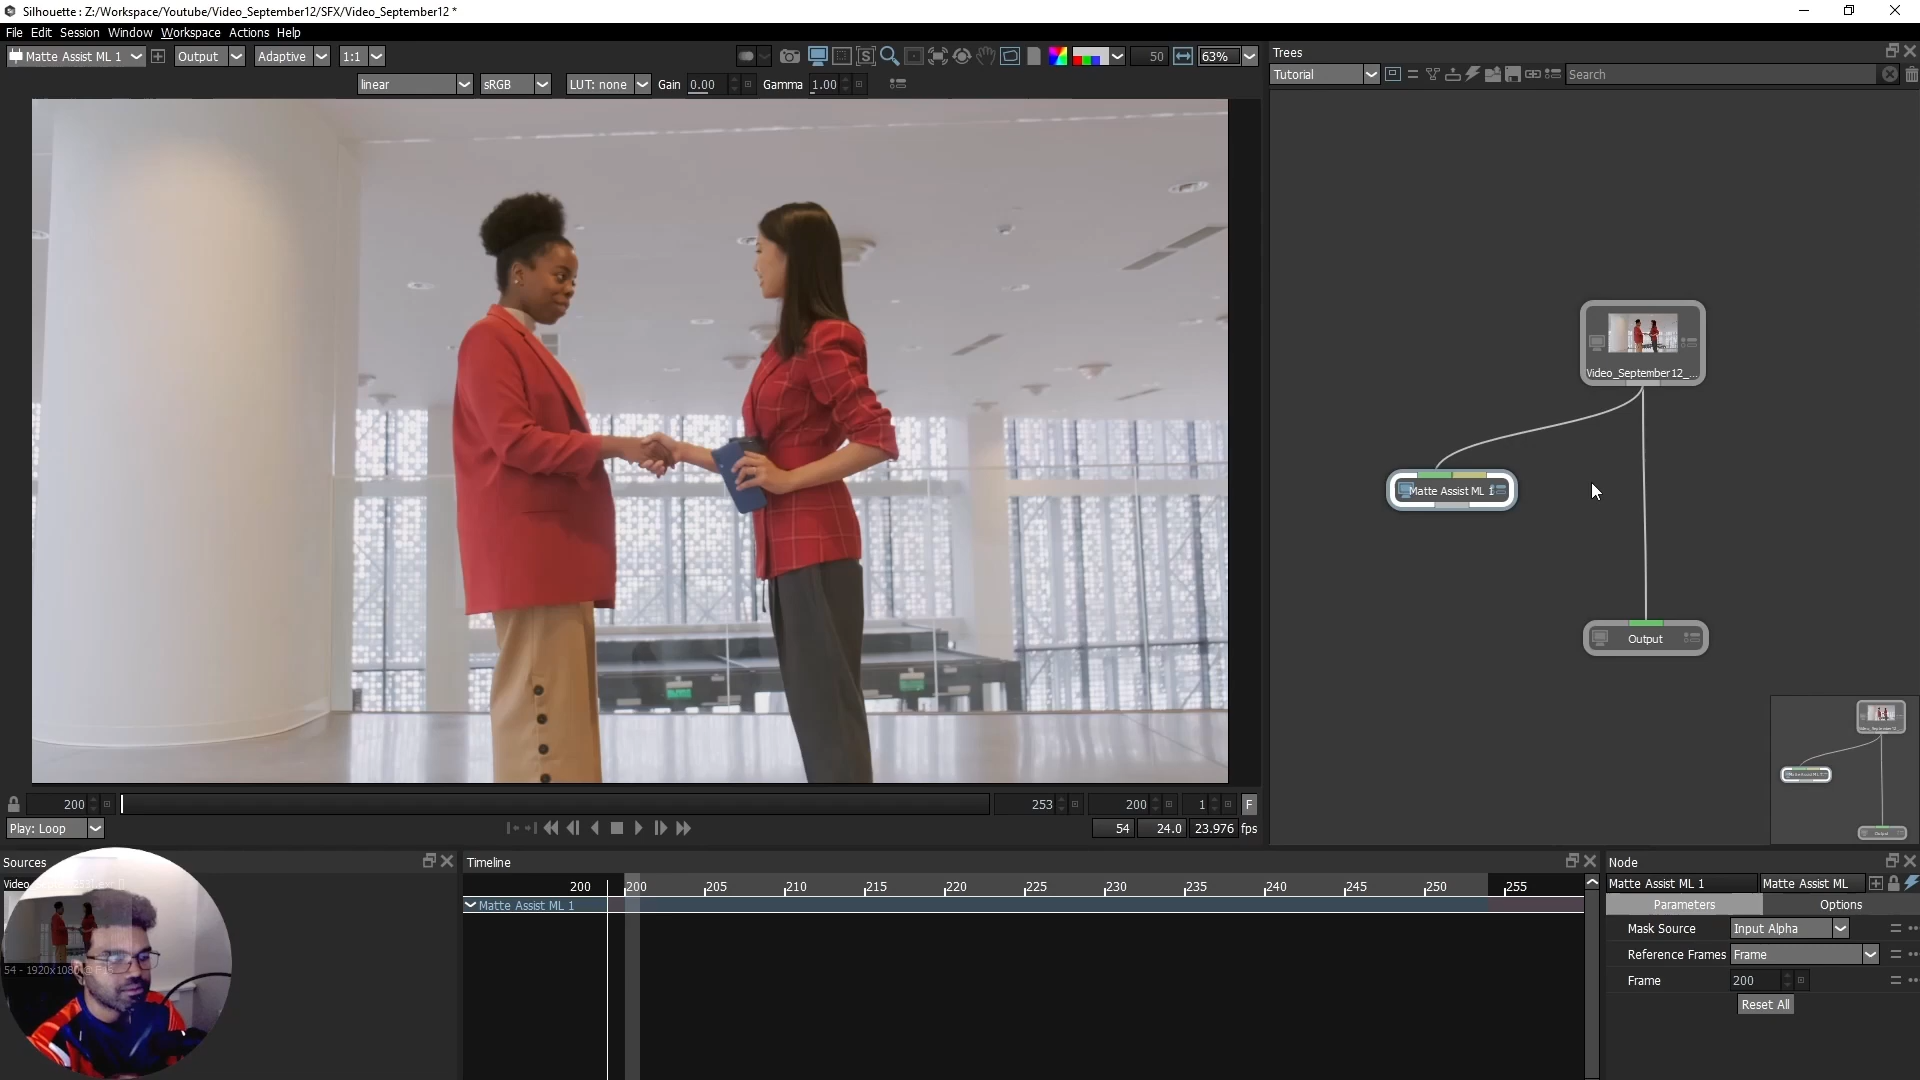 Silhouette : Z:/Workspace/Youtube/Video_September12/SFX/Video_September12 *
File Edit Session Window Workspace Actions Help
Matte Assist ML 1 Output Adaptive 1:1 50 63%
linear sRGB LUT: none Gain 0.00 Gamma 1.00
Trees
Tutorial Search
Video_September12_...
Matte Assist ML 1
Output
200 253 200 1 F
Play: Loop 54 24.0 23.976 fps
Sources
54 - 1920x1080
Timeline
200 200 205 210 215 220 225 230 235 240 245 250 255
Matte Assist ML 1
Node
Matte Assist ML 1 Matte Assist ML
Parameters Options
Mask Source Input Alpha
Reference Frames Frame
Frame 200
Reset All